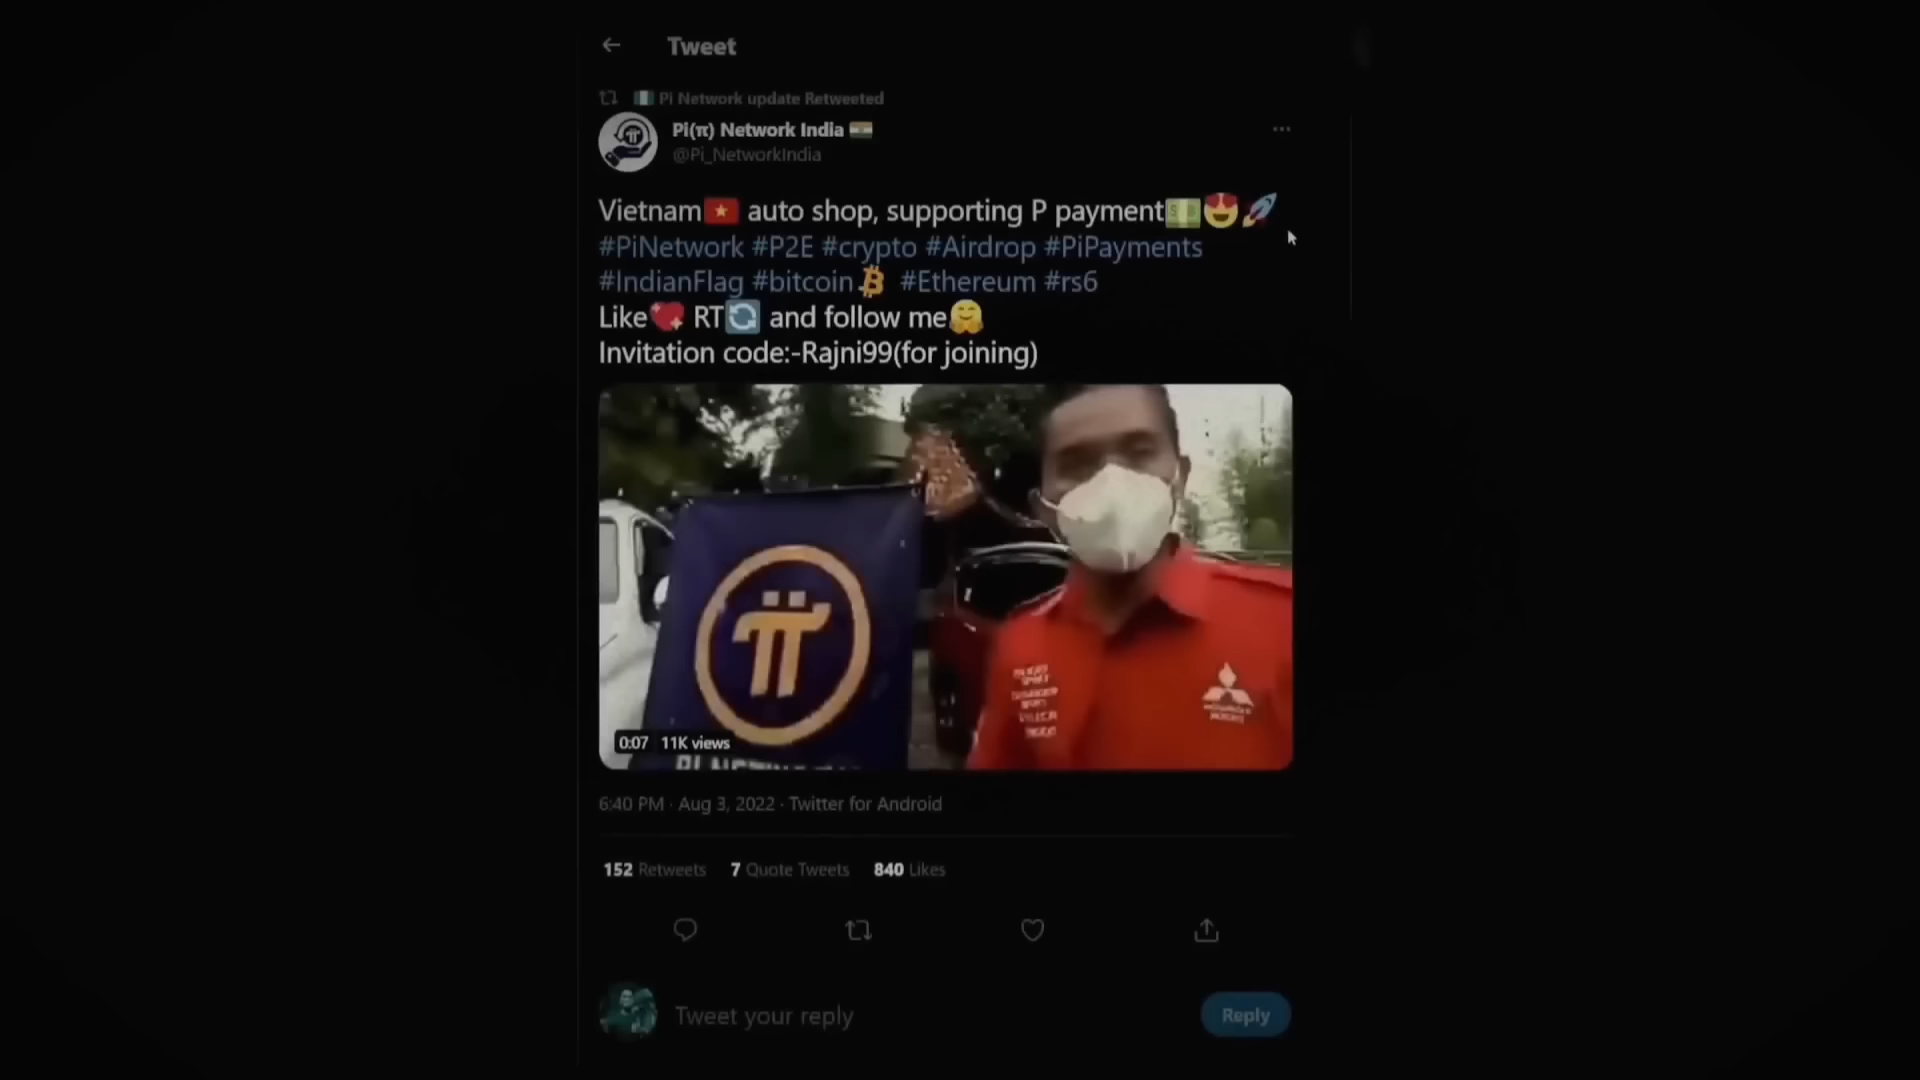 Tweet
Pi Network update Retweeted
Pi(π) Network India
@Pi_NetworkIndia
Vietnam🇻🇳 auto shop, supporting P payment💵😍🚀
#PiNetwork #P2E #crypto #Airdrop #PiPayments
#IndianFlag #bitcoin #Ethereum #rs6
Like💖 RT🔄 and follow me🤗
Invitation code:-Rajni99(for joining)
0:07 11K views
6:40 PM · Aug 3, 2022 · Twitter for Android
152 Retweets 7 Quote Tweets 840 Likes
Tweet your reply
Reply